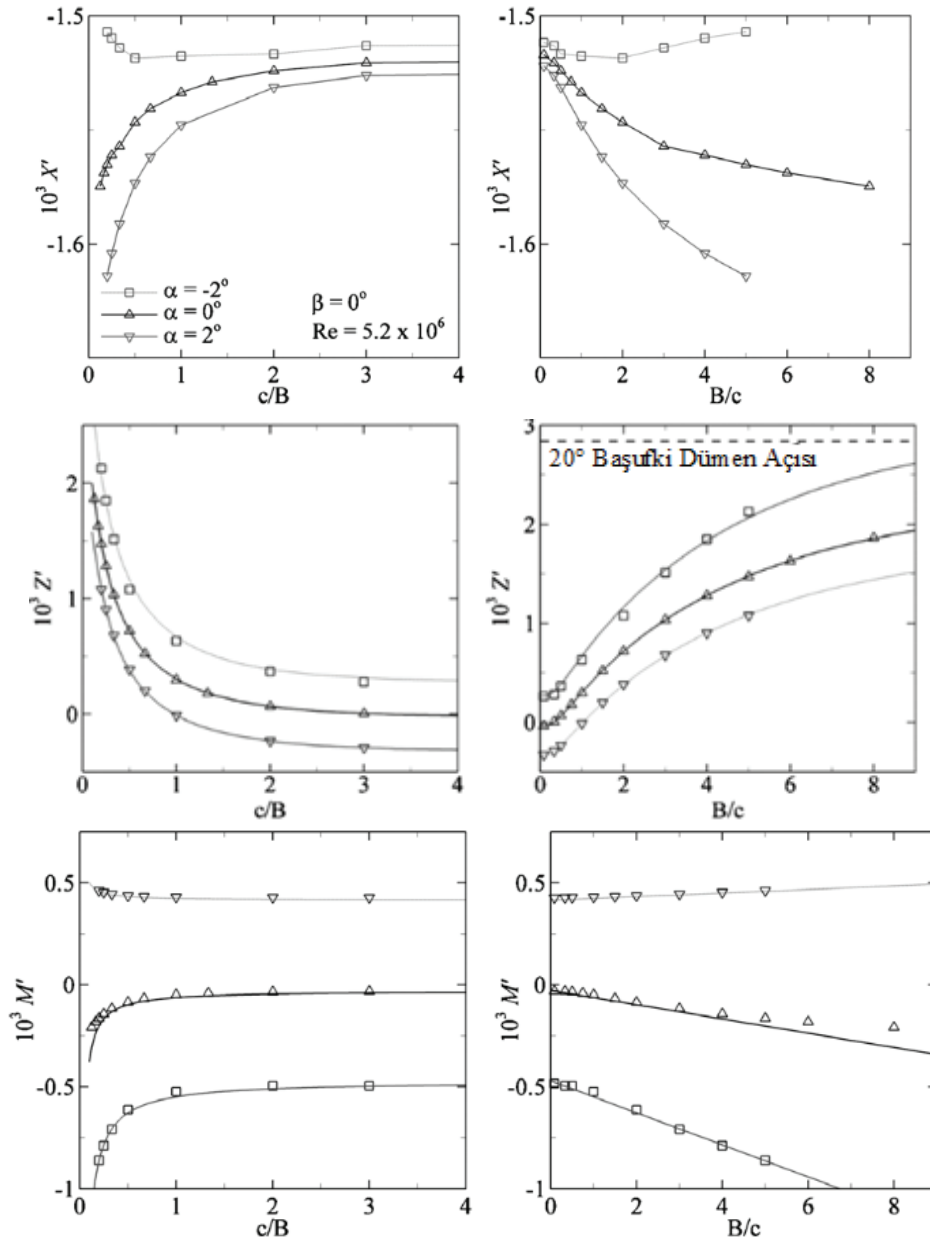 -1.5
-1.6
10³ X′
α = -2°
α = 0°
α = 2°
β = 0°
Re = 5.2 x 10⁶
0 1 2 3 4
c/B
-1.5
-1.6
10³ X′
0 2 4 6 8
B/c
2
1
0
10³ Z′
0 1 2 3 4
c/B
3
2
1
0
10³ Z′
20° Başufki Dümen Açısı
0 2 4 6 8
B/c
0.5
0
-0.5
-1
10³ M′
0 1 2 3 4
c/B
0.5
0
-0.5
-1
10³ M′
0 2 4 6 8
B/c